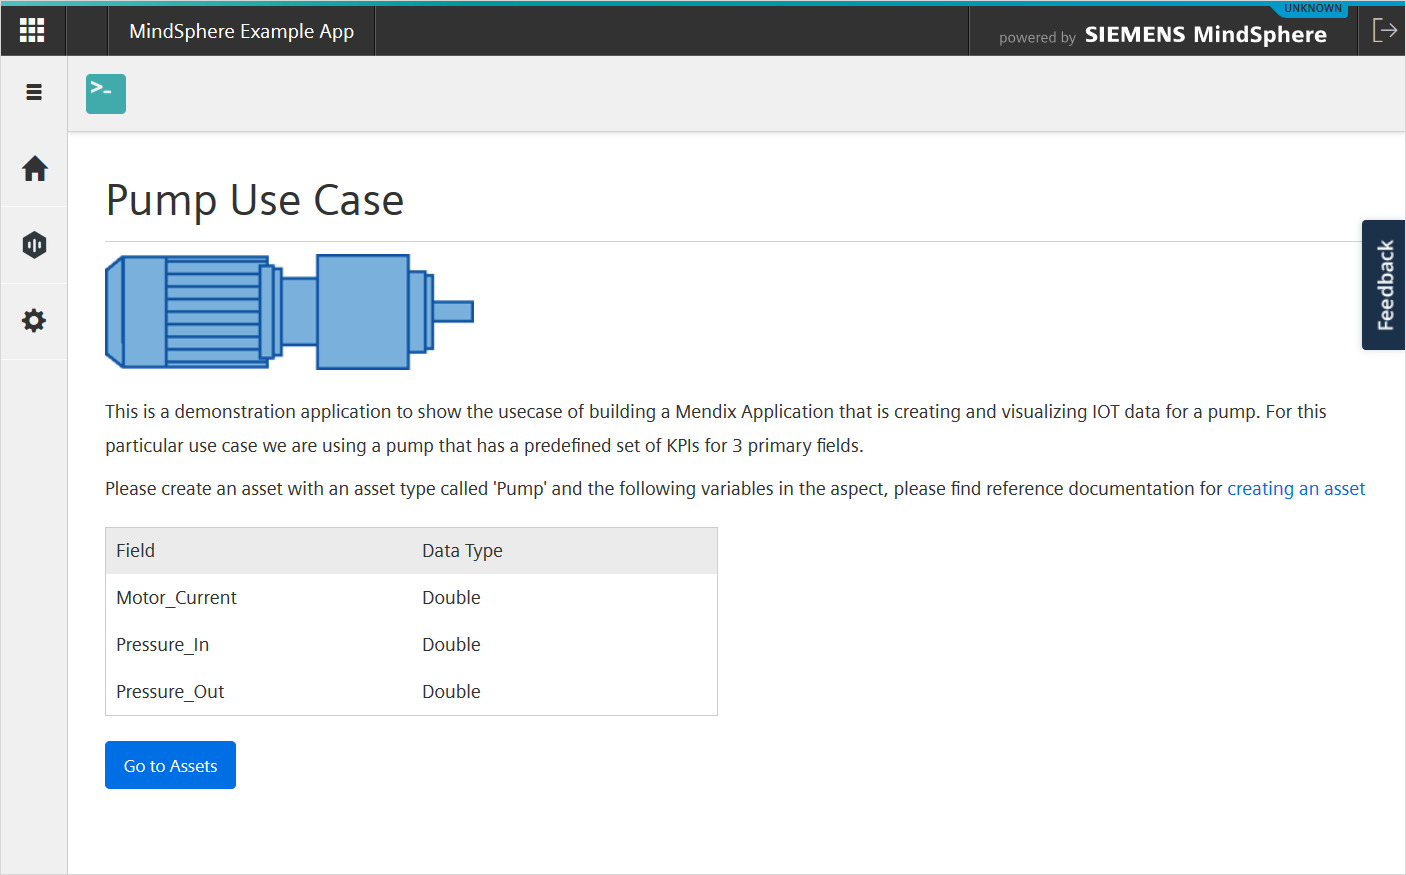 UNKNOWN
MindSphere Example App
powered by SIEMENS MindSphere
>-
Pump Use Case
Feedback
This is a demonstration application to show the usecase of building a Mendix Application that is creating and visualizing IOT data for a pump. For this
particular use case we are using a pump that has a predefined set of KPIs for 3 primary fields.
Please create an asset with an asset type called 'Pump' and the following variables in the aspect, please find reference documentation for creating an asset
Field Data Type
Motor_Current Double
Pressure_In Double
Pressure_Out Double
Go to Assets